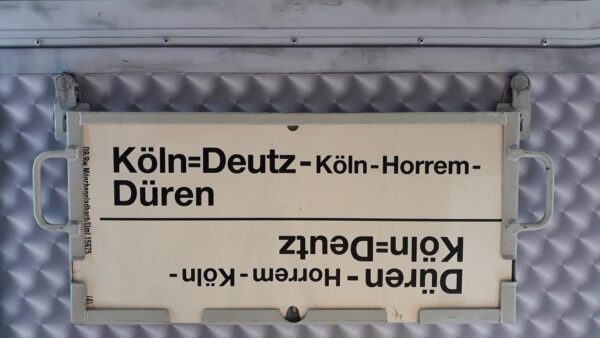 Köln=Deutz-Köln-Horrem-
Düren
Düren-Horrem-Köln-
Köln=Deutz